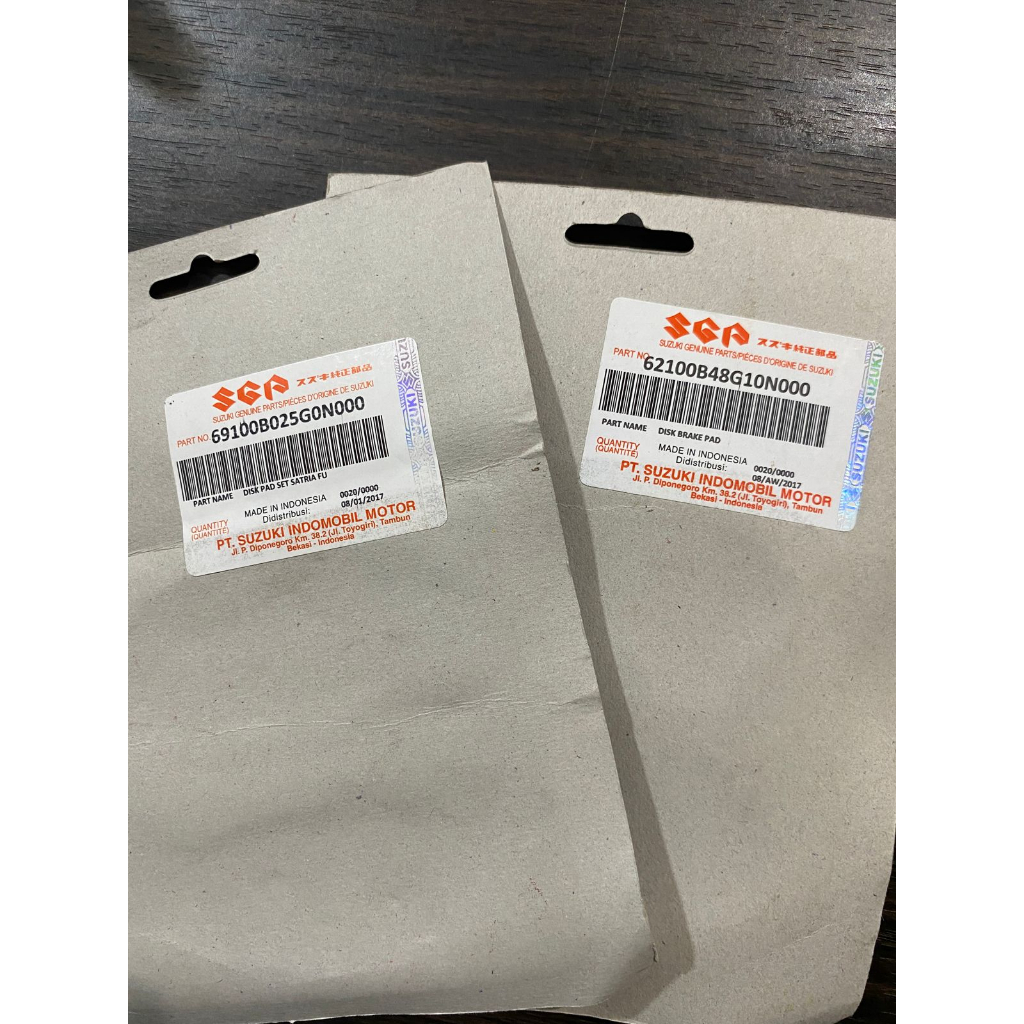 SGP スズキ純正部品
SUZUKI GENUINE PARTS/PIÈCES D'ORIGINE DE SUZUKI
PART NO. 69100B025G0N000
PART NAME DISK PAD SET SATRIA FU
QUANTITY (QUANTITÉ)
MADE IN INDONESIA 0020/0000
Didistribusi: 08/01/2017
PT. SUZUKI INDOMOBIL MOTOR
Jl. P. Diponegoro Km. 38.2 (Jl. Toyogiri), Tambun
Bekasi - Indonesia
SUZUKI SUZUKI
SGP スズキ純正部品
SUZUKI GENUINE PARTS/PIÈCES D'ORIGINE DE SUZUKI
PART NO. 62100B48G10N000
PART NAME DISK BRAKE PAD
QUANTITY (QUANTITÉ)
MADE IN INDONESIA 0020/0000
Didistribusi: 08/AW/2017
PT. SUZUKI INDOMOBIL MOTOR
Jl. P. Diponegoro Km. 38.2 (Jl. Toyogiri), Tambun
Bekasi - Indonesia
SUZUKI SUZUKI